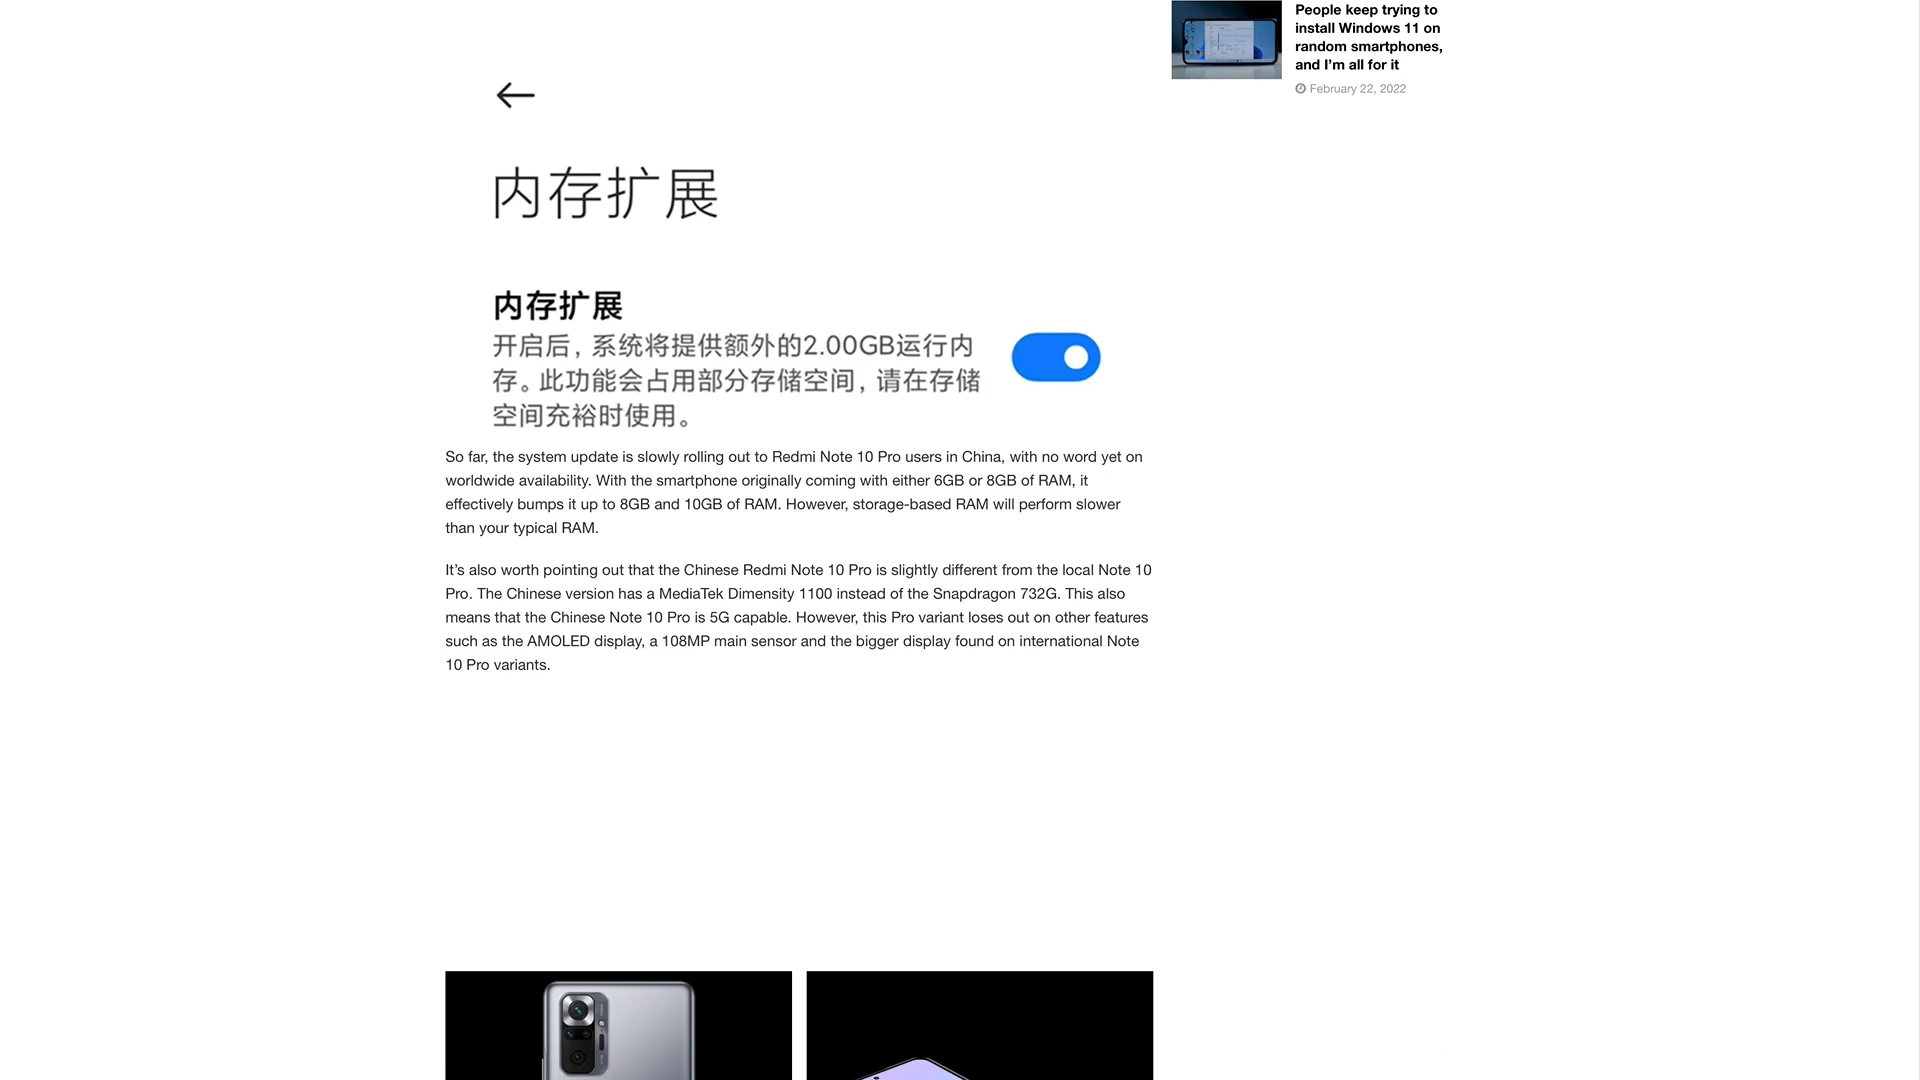 People keep trying to
install Windows 11 on
random smartphones,
and I’m all for it
February 22, 2022
内存扩展
内存扩展
开启后，系统将提供额外的2.00GB运行内
存。此功能会占用部分存储空间，请在存储
空间充裕时使用。
So far, the system update is slowly rolling out to Redmi Note 10 Pro users in China, with no word yet on
worldwide availability. With the smartphone originally coming with either 6GB or 8GB of RAM, it
effectively bumps it up to 8GB and 10GB of RAM. However, storage-based RAM will perform slower
than your typical RAM.
It’s also worth pointing out that the Chinese Redmi Note 10 Pro is slightly different from the local Note 10
Pro. The Chinese version has a MediaTek Dimensity 1100 instead of the Snapdragon 732G. This also
means that the Chinese Note 10 Pro is 5G capable. However, this Pro variant loses out on other features
such as the AMOLED display, a 108MP main sensor and the bigger display found on international Note
10 Pro variants.